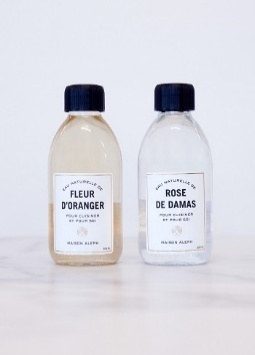 EAU NATURELLE DE
FLEUR
D'ORANGER
POUR CUISINER
ET POUR SOI
MAISON ALEPH
EAU NATURELLE DE
ROSE
DE DAMAS
POUR CUISINER
ET POUR SOI
MAISON ALEPH